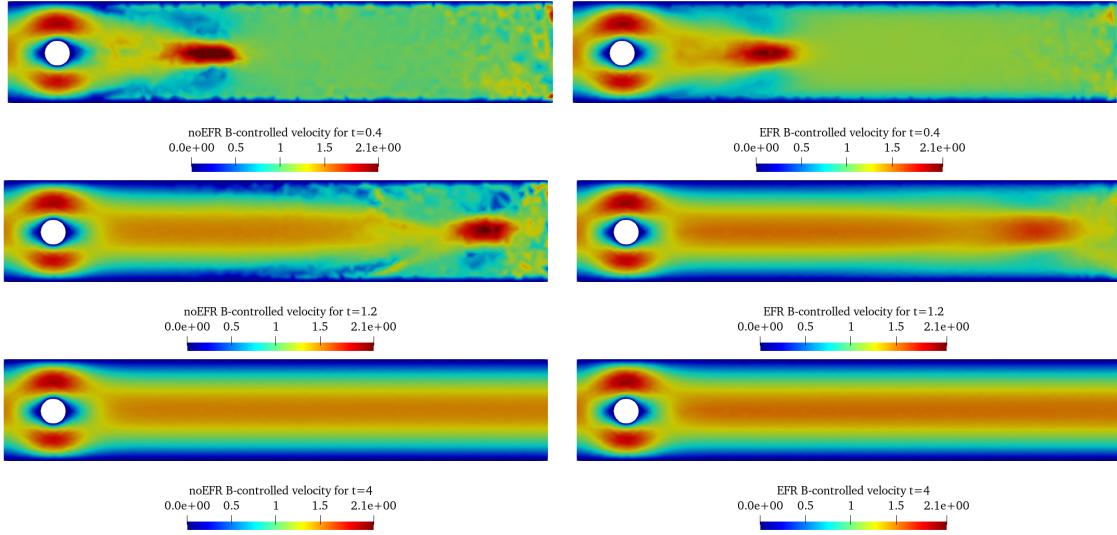 noEFR B-controlled velocity for t=0.4
0.0e+00 0.5 1 1.5 2.1e+00
EFR B-controlled velocity for t=0.4
0.0e+00 0.5 1 1.5 2.1e+00
noEFR B-controlled velocity for t=1.2
0.0e+00 0.5 1 1.5 2.1e+00
EFR B-controlled velocity for t=1.2
0.0e+00 0.5 1 1.5 2.1e+00
noEFR B-controlled velocity for t=4
0.0e+00 0.5 1 1.5 2.1e+00
EFR B-controlled velocity for t=4
0.0e+00 0.5 1 1.5 2.1e+00